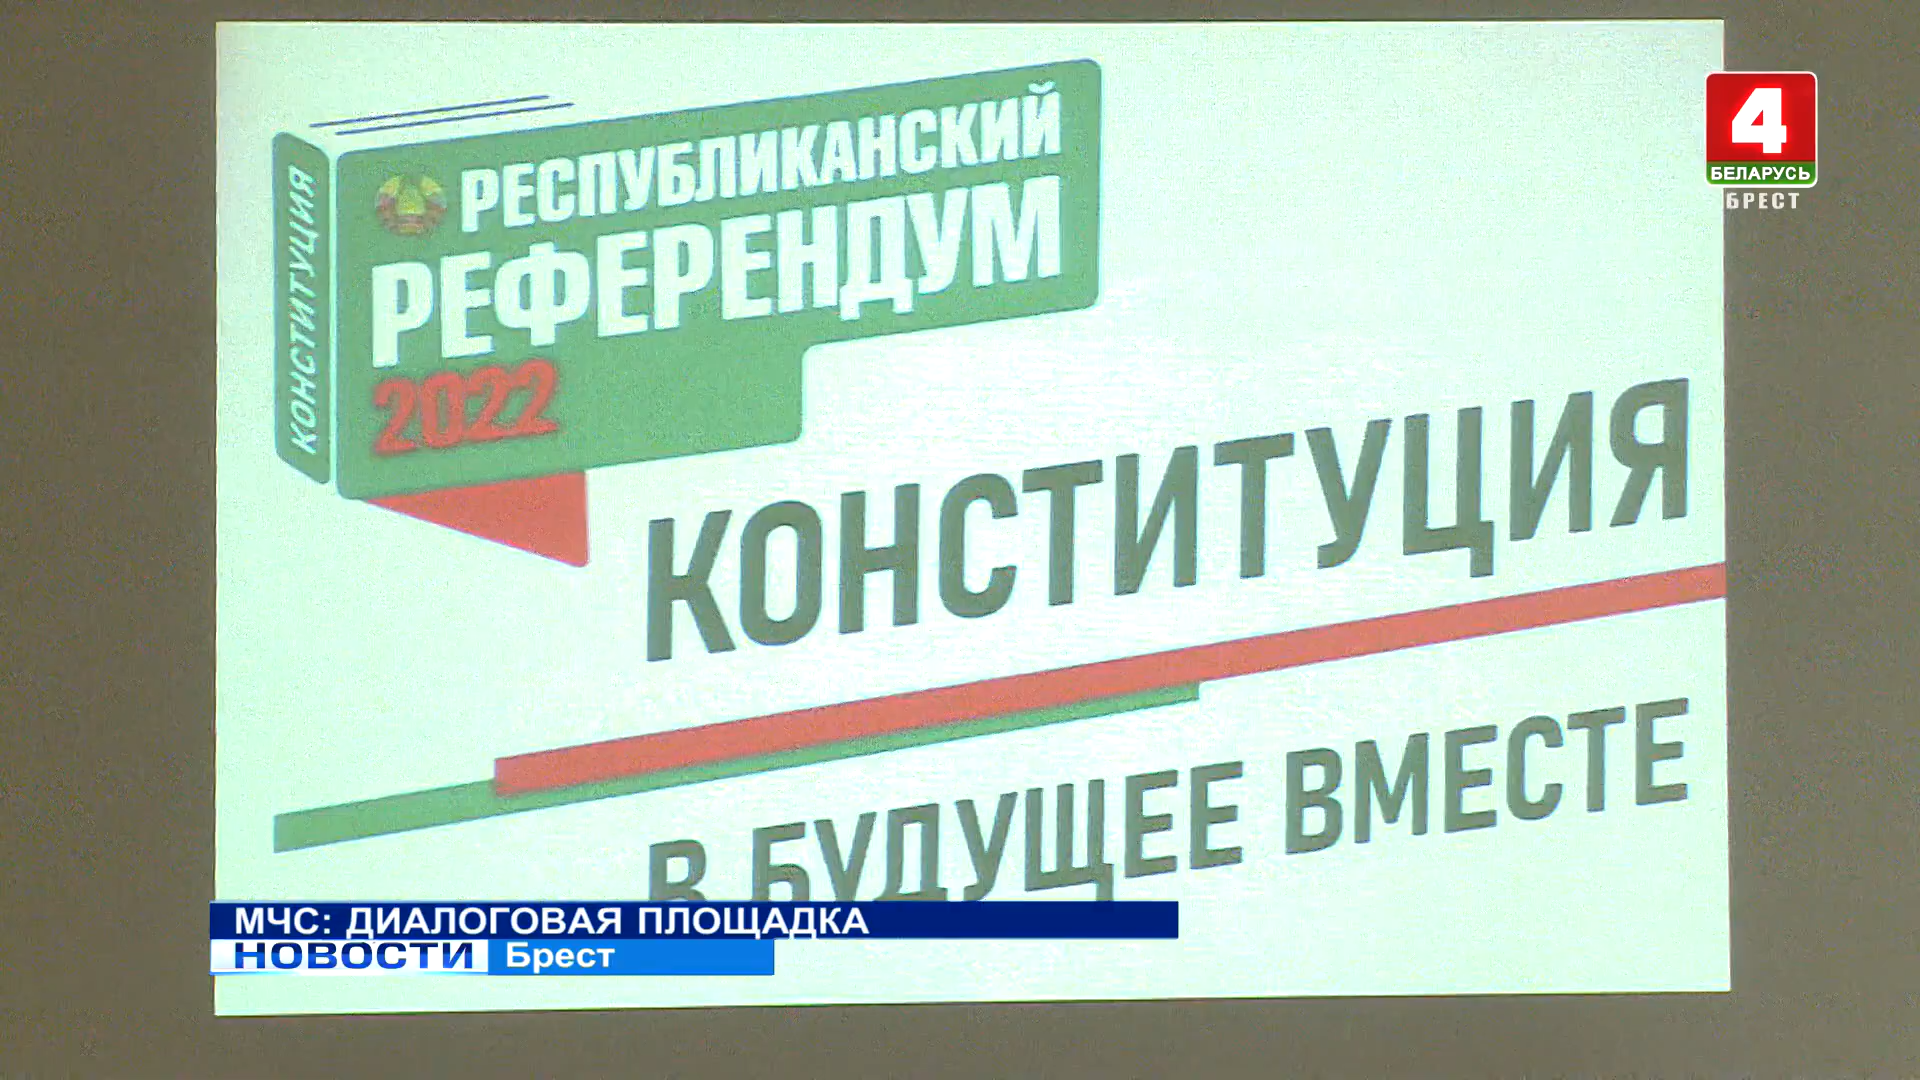 КОНСТИТУЦИЯ
РЕСПУБЛИКАНСКИЙ
РЕФЕРЕНДУМ
2022
КОНСТИТУЦИЯ
В БУДУЩЕЕ ВМЕСТЕ
4
БЕЛАРУСЬ
БРЕСТ
МЧС: ДИАЛОГОВАЯ ПЛОЩАДКА
НОВОСТИ Брест